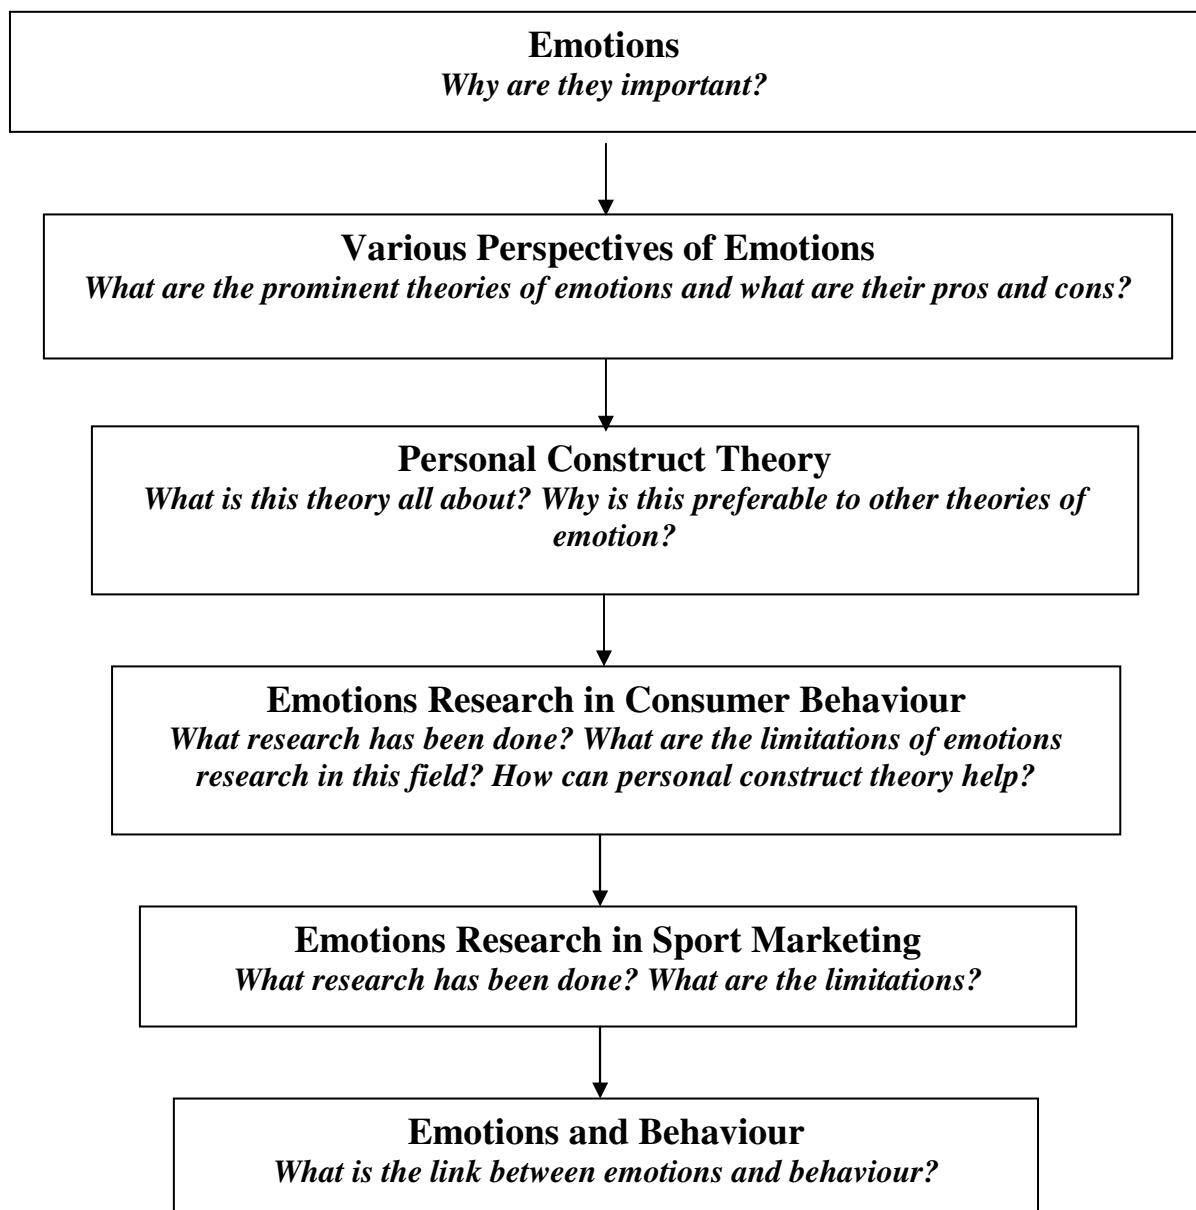 Emotions
Why are they important?
Various Perspectives of Emotions
What are the prominent theories of emotions and what are their pros and cons?
Personal Construct Theory
What is this theory all about? Why is this preferable to other theories of
emotion?
Emotions Research in Consumer Behaviour
What research has been done? What are the limitations of emotions
research in this field? How can personal construct theory help?
Emotions Research in Sport Marketing
What research has been done? What are the limitations?
Emotions and Behaviour
What is the link between emotions and behaviour?